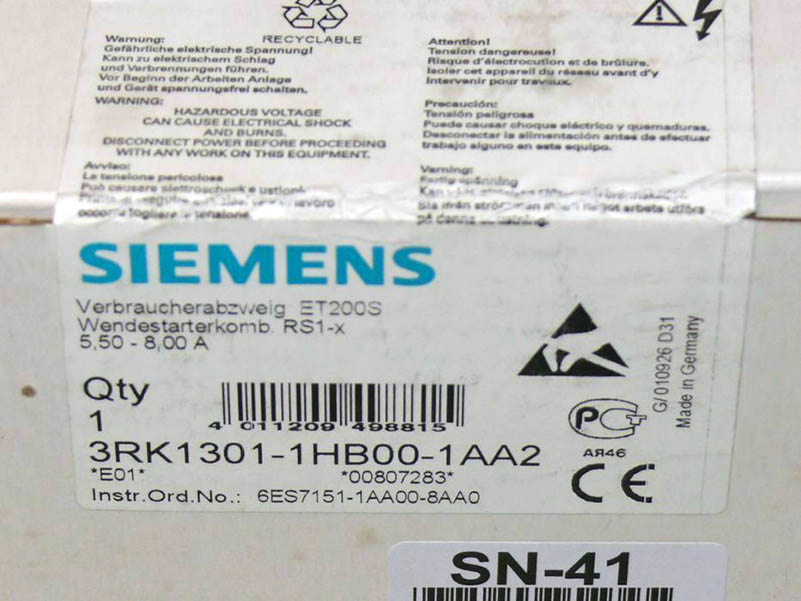 RECYCLABLE
Warnung:
Gefährliche elektrische Spannung!
Kann zu elektrischem Schlag
und Verbrennungen führen.
Vor Beginn der Arbeiten Anlage
und Gerät spannungsfrei schalten.
WARNING:
HAZARDOUS VOLTAGE
CAN CAUSE ELECTRICAL SHOCK
AND BURNS.
DISCONNECT POWER BEFORE PROCEEDING
WITH ANY WORK ON THIS EQUIPMENT.
Avviso:
La tensione pericolosa
Può causare
Attention!
Tension dangereuse!
Risque d'électrocution et de brûlure.
Isoler cet appareil du réseau avant d'y
intervenir pour travaux.
Precaución:
Tensión peligrosa
Puede causar choque eléctrico y quemaduras.
Desconectar la alimentación antes de efectuar
trabajo alguno en este equipo.
Varning:
Farlig spänning
SIEMENS
Verbraucherabzweig ET200S
Wendestarterkomb. RS1-x
5,50 - 8,00 A
Qty
1
4 011209 498815
3RK1301-1HB00-1AA2
*E01* *00807283*
Instr.Ord.No.: 6ES7151-1AA00-8AA0
G/010926 D31
Made in Germany
АЯ46
CE
SN-41